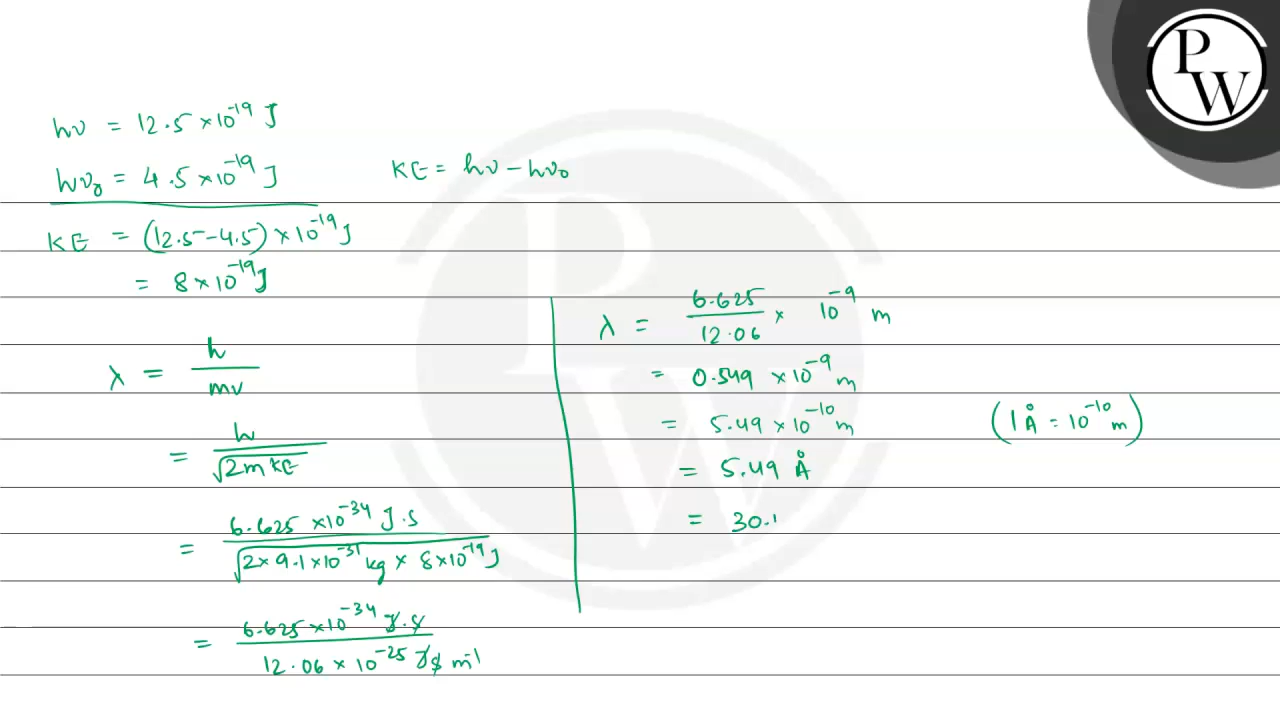 PW
hν = 12.5 × 10⁻¹⁹ J
hν₀ = 4.5 × 10⁻¹⁹ J
KE = hν − hν₀
KE = (12.5 − 4.5) × 10⁻¹⁹ J
= 8 × 10⁻¹⁹ J
λ = h / mv
= h / √(2m KE)
= 6.625 × 10⁻³⁴ J.s / √(2 × 9.1 × 10⁻³¹ kg × 8 × 10⁻¹⁹ J)
= 6.625 × 10⁻³⁴ J.s / 12.06 × 10⁻²⁵ Js m⁻¹
λ = 6.625 / 12.06 × 10⁻⁹ m
= 0.549 × 10⁻⁹ m
= 5.49 × 10⁻¹⁰ m
(1 Å = 10⁻¹⁰ m)
= 5.49 Å
= 30.
PW